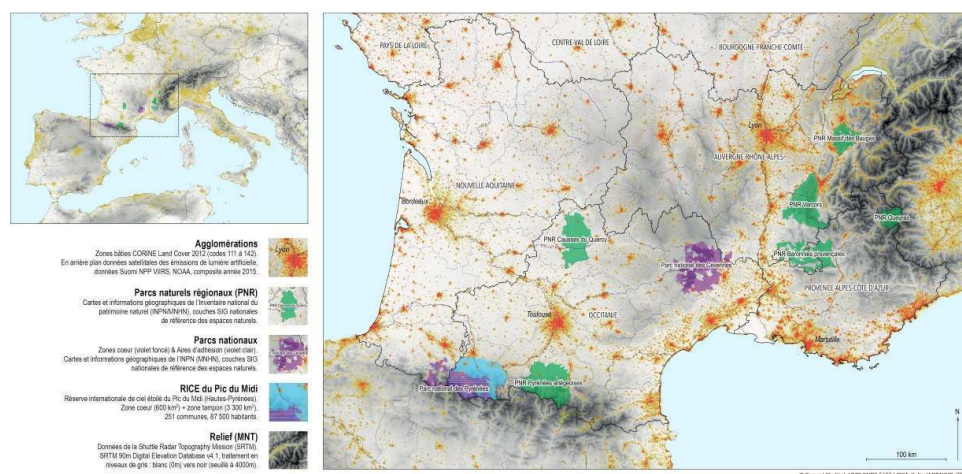 Agglomérations
Zones bâties CORINE Land Cover 2012 (codes 111 à 142).
En arrière plan données satellitales des émissions de lumière artificielle,
données Suomi NPP VIIRS, NOAA, composite année 2015.
Lyon
Parcs naturels régionaux (PNR)
Cartes et informations géographiques de l'Inventaire national du
patrimoine naturel (INPN/MNHN), couches SIG nationales
de référence des espaces naturels.
Parcs nationaux
Zones coeur (violet foncé) & Aires d'adhésion (violet clair).
Cartes et informations géographiques de l'INPN (MNHN), couches SIG
nationales de référence des espaces naturels.
RICE du Pic du Midi
Réserve internationale de ciel étoilé du Pic du Midi (Hautes-Pyrénées).
Zone coeur (600 km²) + zone tampon (3 300 km²),
251 communes, 87 500 habitants.
Relief (MNT)
Données de la Shuttle Radar Topography Mission (SRTM).
SRTM 90m Digital Elevation Database v4.1, traitement en
niveaux de gris : blanc (0m) vers noir (seuillé à 4000m).
PAYS DE LA LOIRE
CENTRE-VAL DE LOIRE
BOURGOGNE-FRANCHE-COMTE
Lyon
PNR Massif des Bauges
AUVERGNE RHÔNE-ALPES
NOUVELLE-AQUITAINE
Bordeaux
PNR Vercors
PNR Queyras
PNR Causses du Quercy
PNR Baronnies provençales
Parc national des Cévennes
PROVENCE ALPES-CÔTE D'AZUR
Toulouse
OCCITANIE
Marseille
Parc national des Pyrénées
PNR Pyrénées ariégeoises
N
100 km